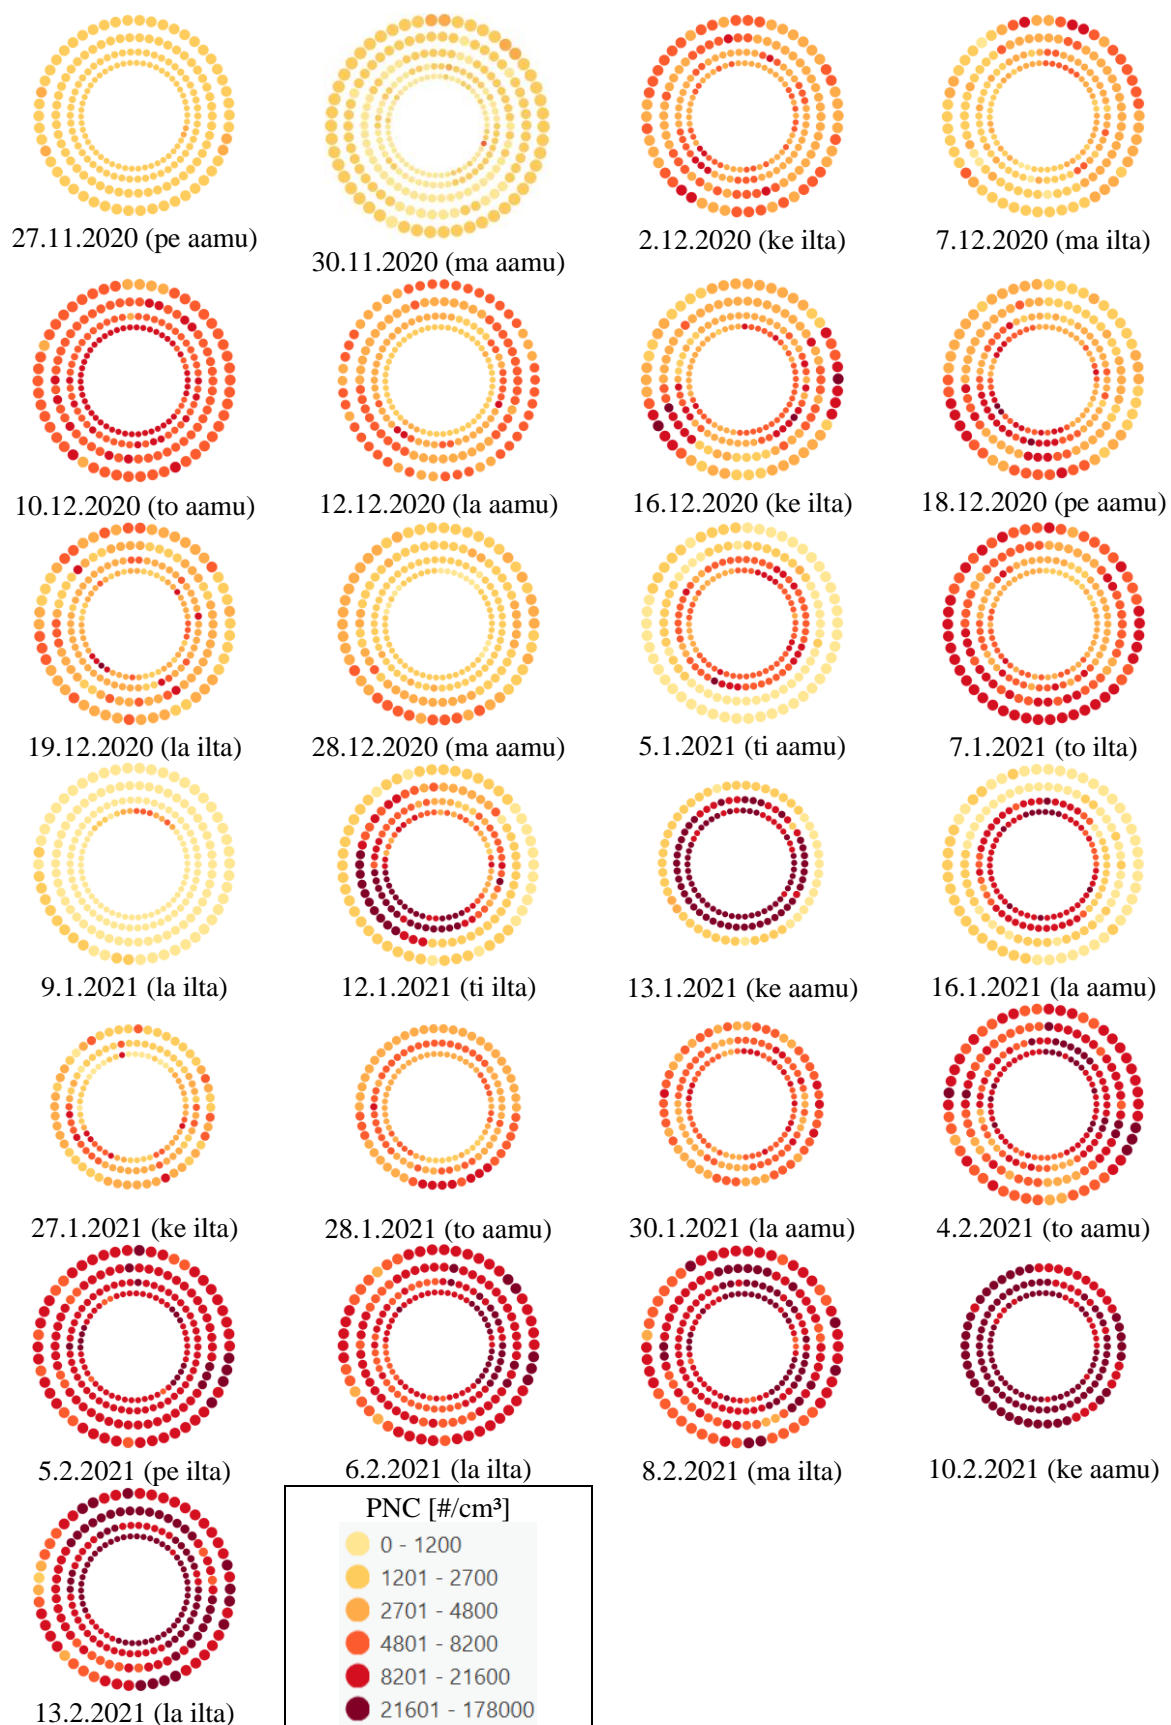 27.11.2020 (pe aamu)
30.11.2020 (ma aamu)
2.12.2020 (ke ilta)
7.12.2020 (ma ilta)
10.12.2020 (to aamu)
12.12.2020 (la aamu)
16.12.2020 (ke ilta)
18.12.2020 (pe aamu)
19.12.2020 (la ilta)
28.12.2020 (ma aamu)
5.1.2021 (ti aamu)
7.1.2021 (to ilta)
9.1.2021 (la ilta)
12.1.2021 (ti ilta)
13.1.2021 (ke aamu)
16.1.2021 (la aamu)
27.1.2021 (ke ilta)
28.1.2021 (to aamu)
30.1.2021 (la aamu)
4.2.2021 (to aamu)
5.2.2021 (pe ilta)
6.2.2021 (la ilta)
8.2.2021 (ma ilta)
10.2.2021 (ke aamu)
13.2.2021 (la ilta)
PNC [#/cm³]
0 - 1200
1201 - 2700
2701 - 4800
4801 - 8200
8201 - 21600
21601 - 178000